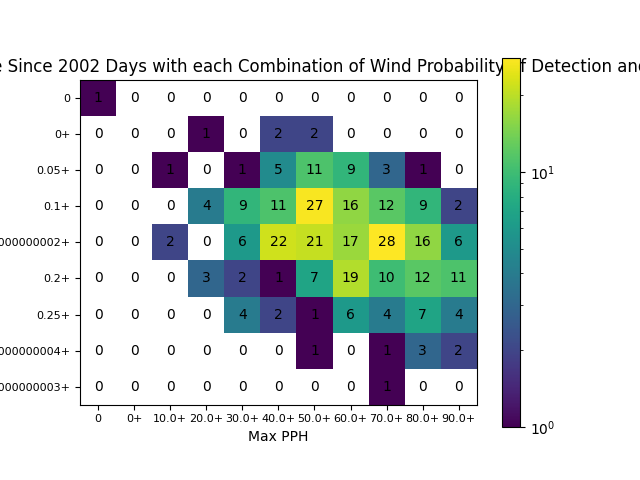 e Since 2002 Days with each Combination of Wind Probability of Detection and
0 1 0 0 0 0 0 0 0 0 0 0
0+ 0 0 0 1 0 2 2 0 0 0 0
0.05+ 0 0 1 0 1 5 11 9 3 1 0
0.1+ 0 0 0 4 9 11 27 16 12 9 2
000000002+ 0 0 2 0 6 22 21 17 28 16 6
0.2+ 0 0 0 3 2 1 7 19 10 12 11
0.25+ 0 0 0 0 4 2 1 6 4 7 4
000000004+ 0 0 0 0 0 0 1 0 1 3 2
000000003+ 0 0 0 0 0 0 0 0 1 0 0
0 0+ 10.0+ 20.0+ 30.0+ 40.0+ 50.0+ 60.0+ 70.0+ 80.0+ 90.0+
Max PPH
10¹
10⁰